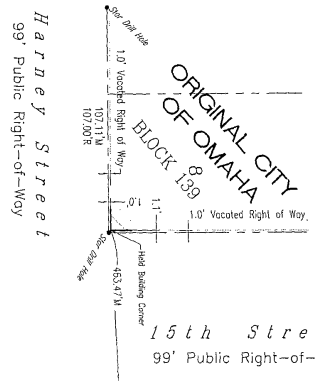 Harney Street
99' Public Right-of-Way
Star Drill Hole
1.0' Vacated Right of Way
107.11'M
107.00'R
ORIGINAL CITY
OF OMAHA
8
BLOCK 139
1.0'
1.1'
1.0' Vacated Right of Way
Star Drill Hole
Held Building Corner
463.47'M
15th Stre
99' Public Right-of-